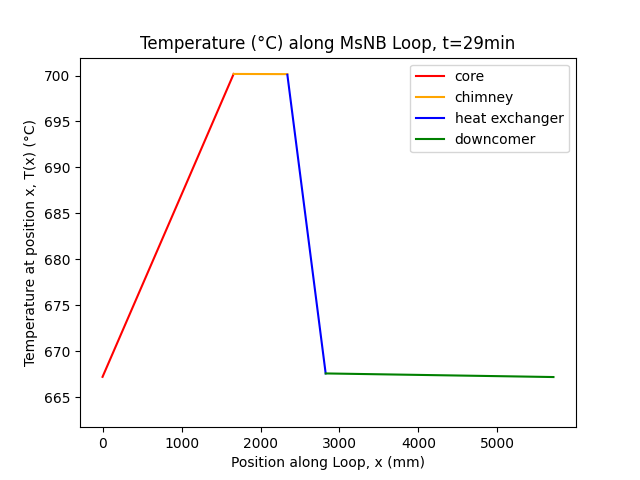 Temperature (°C) along MsNB Loop, t=29min
Temperature at position x, T(x) (°C)
700
695
690
685
680
675
670
665
core
chimney
heat exchanger
downcomer
0
1000
2000
3000
4000
5000
Position along Loop, x (mm)